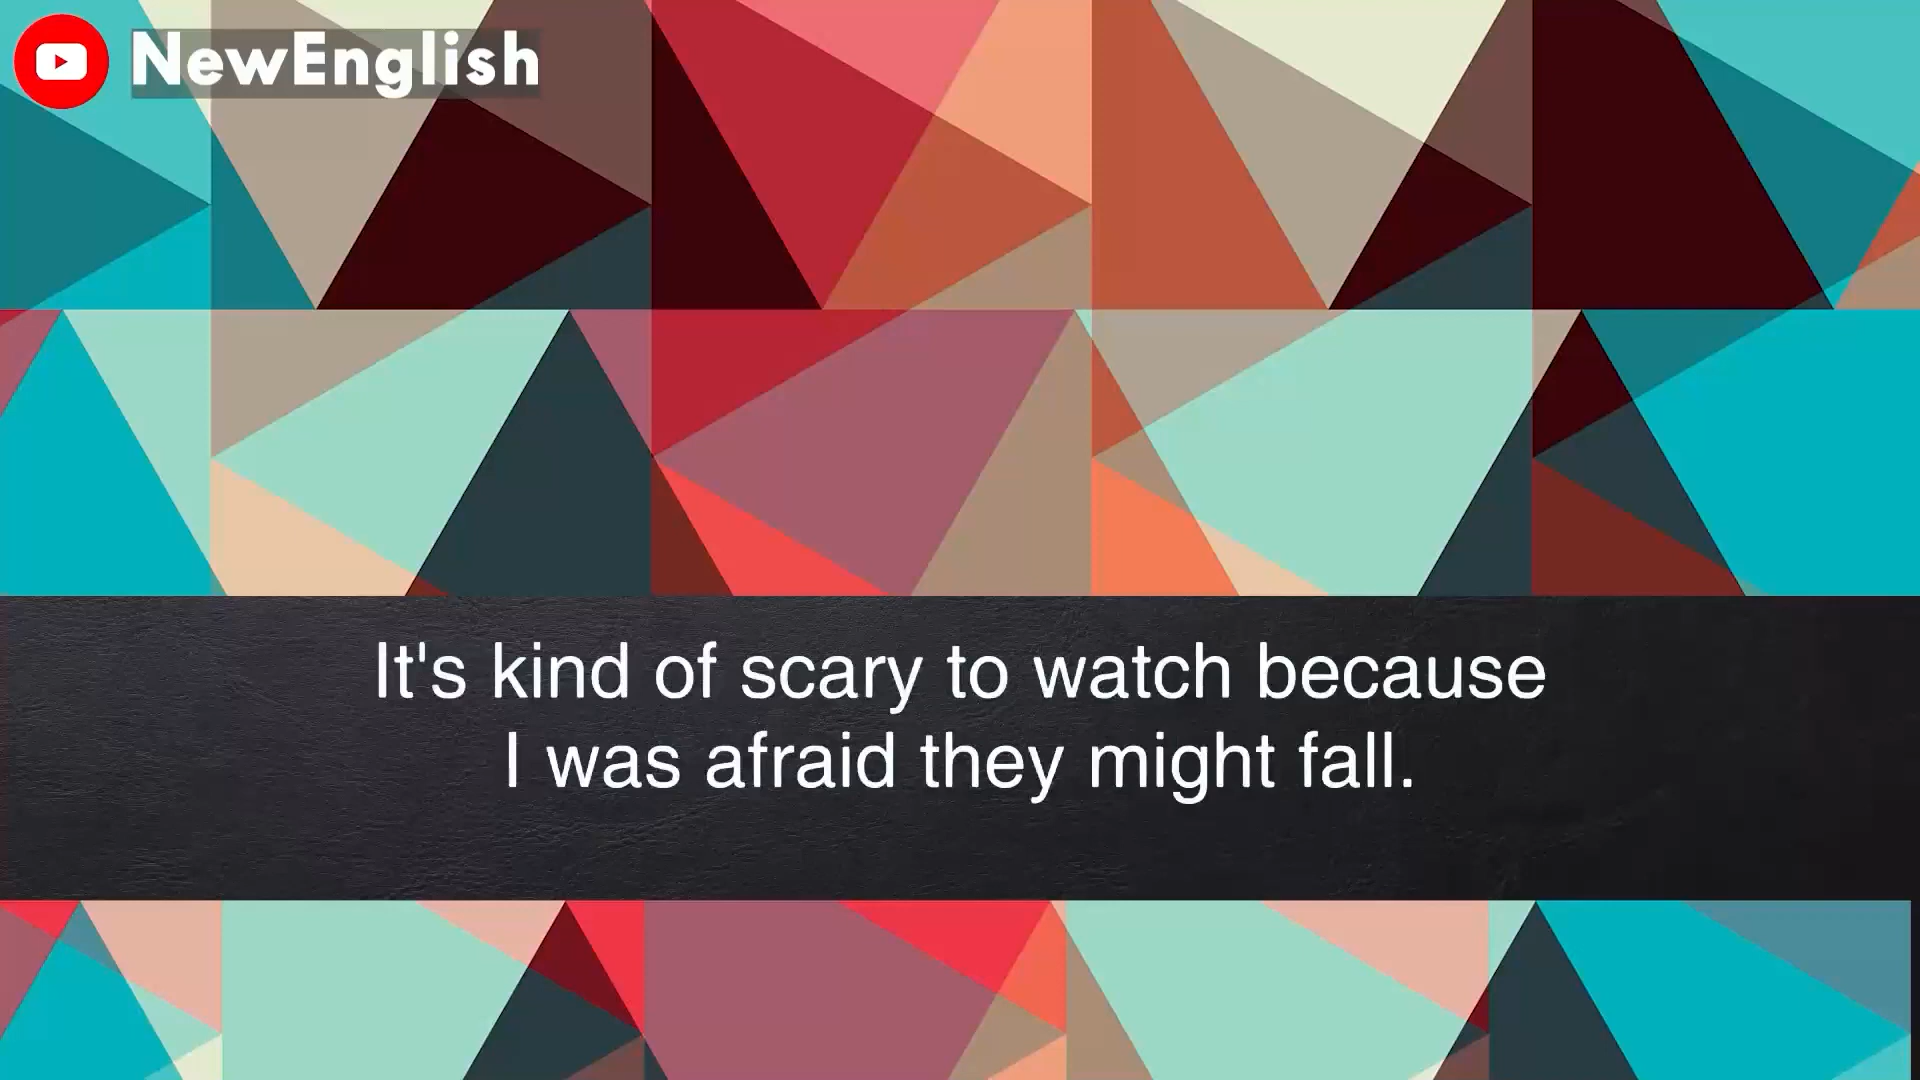 NewEnglish
It's kind of scary to watch because
I was afraid they might fall.